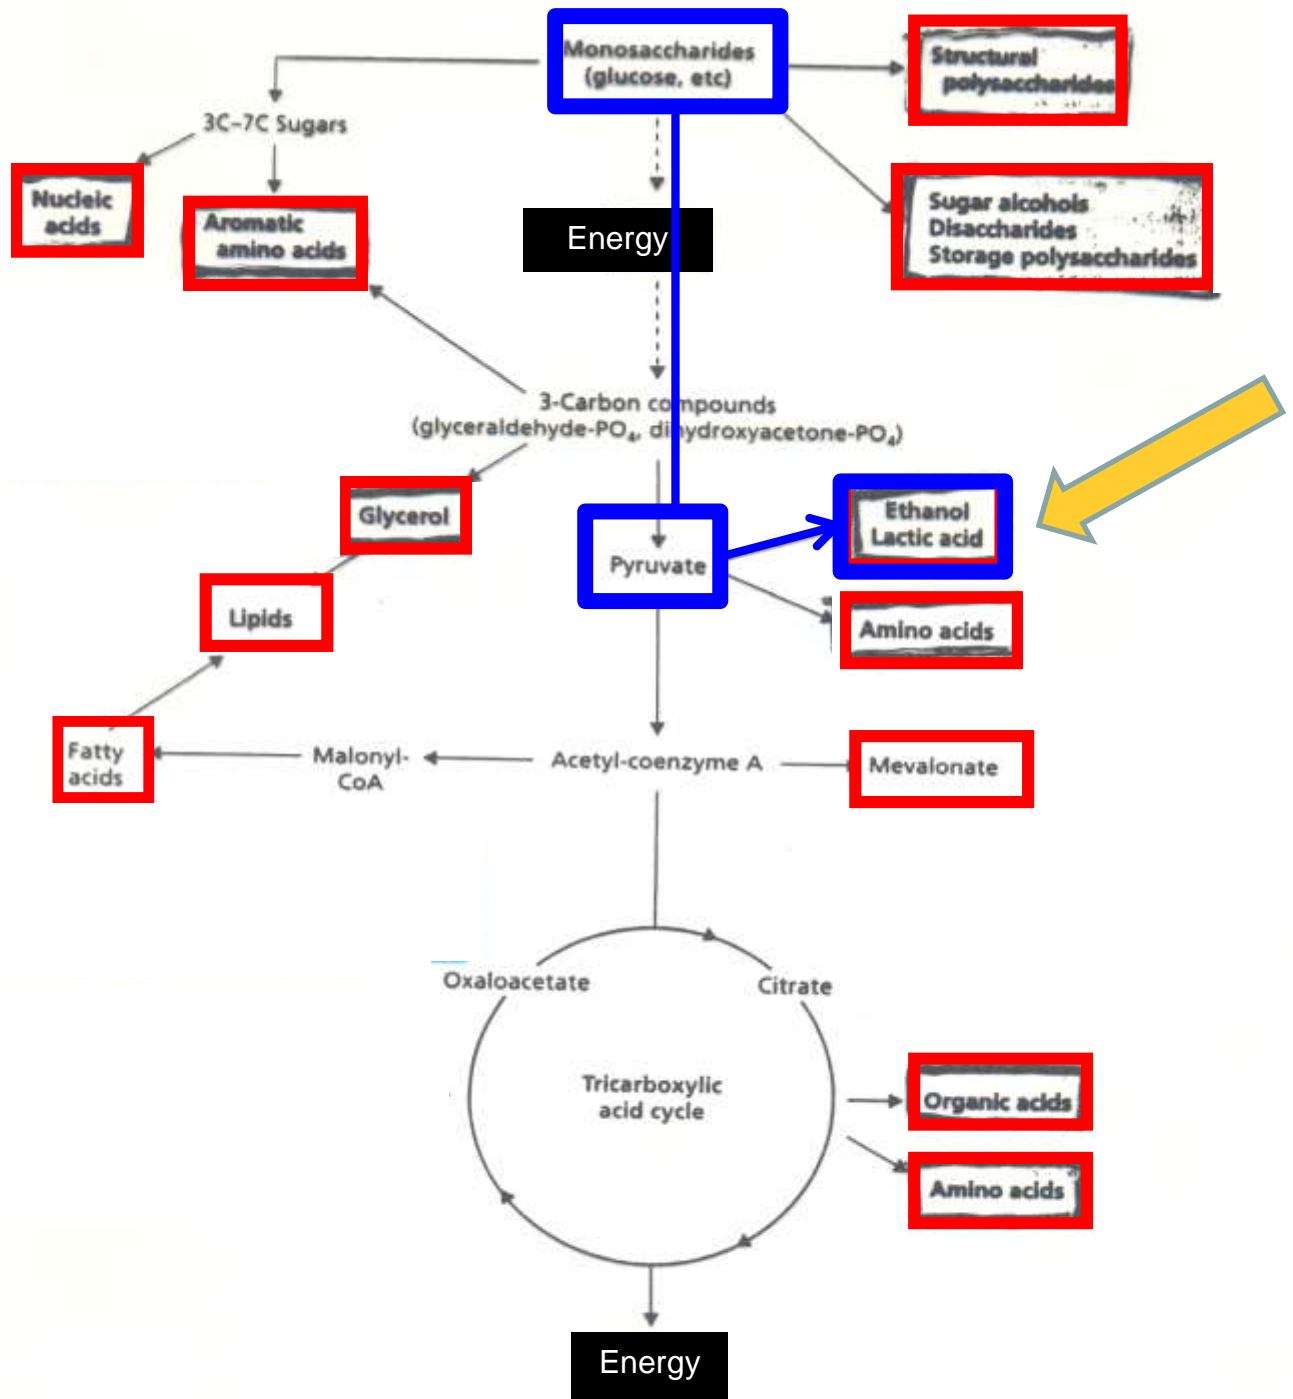 Monosaccharides
(glucose, etc)
Structural
polysaccharides
3C–7C Sugars
Nucleic
acids
Aromatic
amino acids
Energy
Sugar alcohols
Disaccharides
Storage polysaccharides
3-Carbon compounds
(glyceraldehyde-PO₄, dihydroxyacetone-PO₄)
Glycerol
Ethanol
Lactic acid
Pyruvate
Lipids
Amino acids
Fatty
acids
Malonyl-
CoA
Acetyl-coenzyme A
Mevalonate
Oxaloacetate
Citrate
Tricarboxylic
acid cycle
Organic acids
Amino acids
Energy